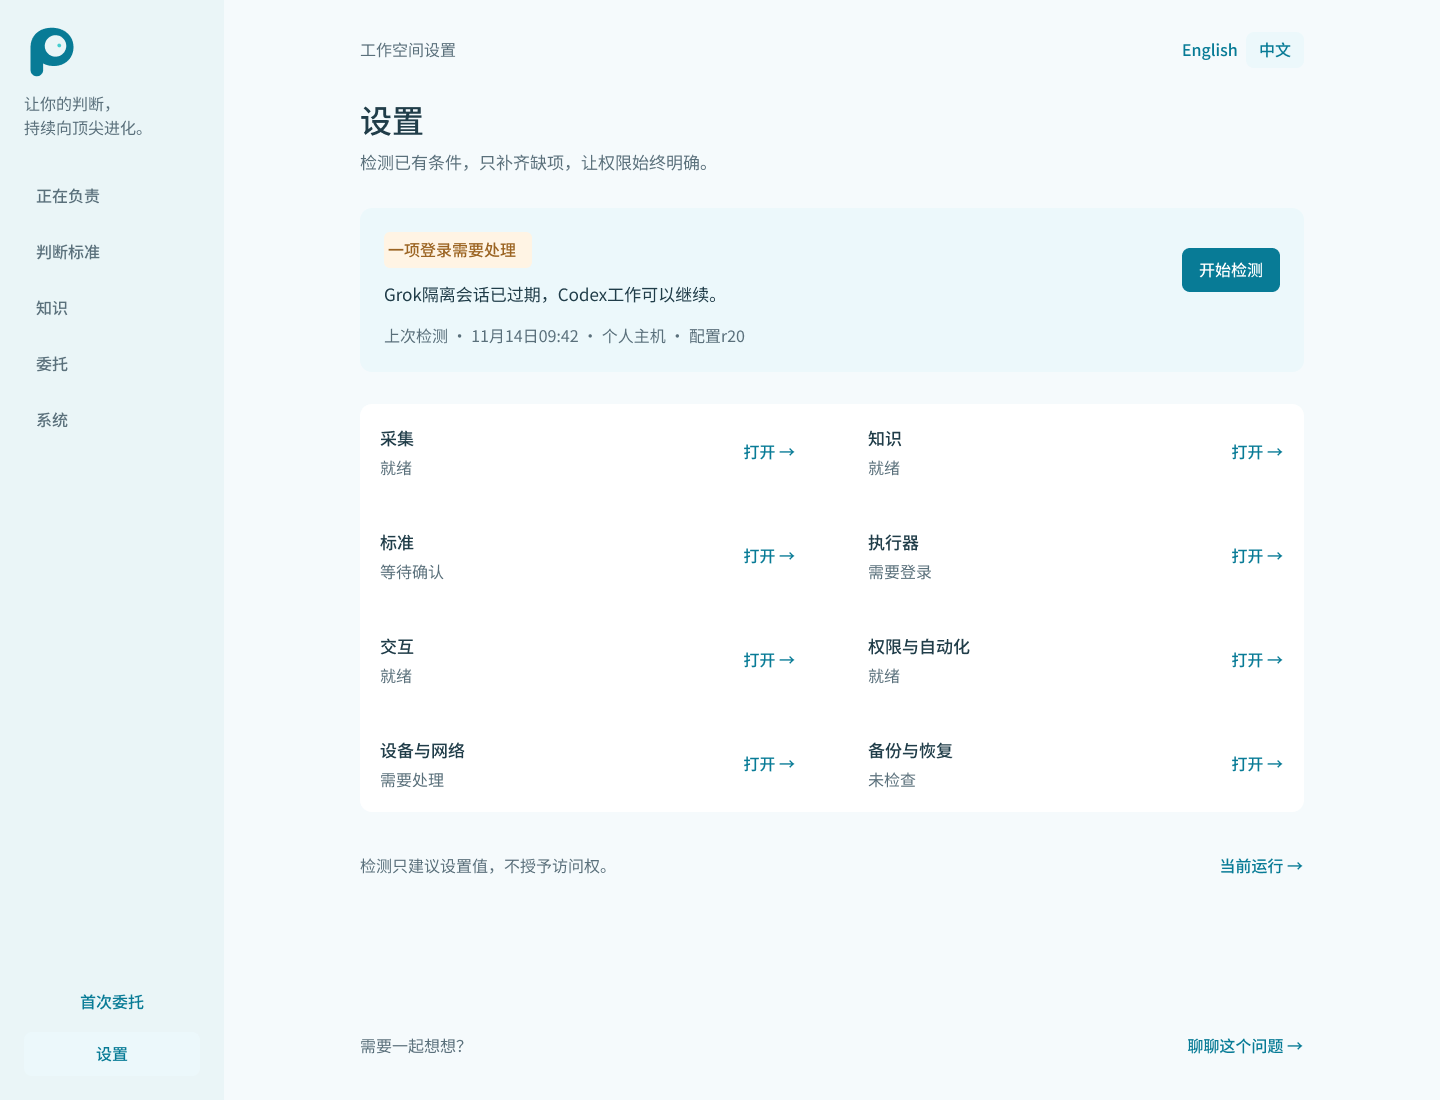 让你的判断，
持续向顶尖进化。
正在负责
判断标准
知识
委托
系统
首次委托
设置
工作空间设置
English 中文
设置
检测已有条件，只补齐缺项，让权限始终明确。
一项登录需要处理
Grok隔离会话已过期，Codex工作可以继续。
上次检测 · 11月14日09:42 · 个人主机 · 配置r20
开始检测
采集
就绪
打开 →
知识
就绪
打开 →
标准
等待确认
打开 →
执行器
需要登录
打开 →
交互
就绪
打开 →
权限与自动化
就绪
打开 →
设备与网络
需要处理
打开 →
备份与恢复
未检查
打开 →
检测只建议设置值，不授予访问权。
当前运行 →
需要一起想想？
聊聊这个问题 →